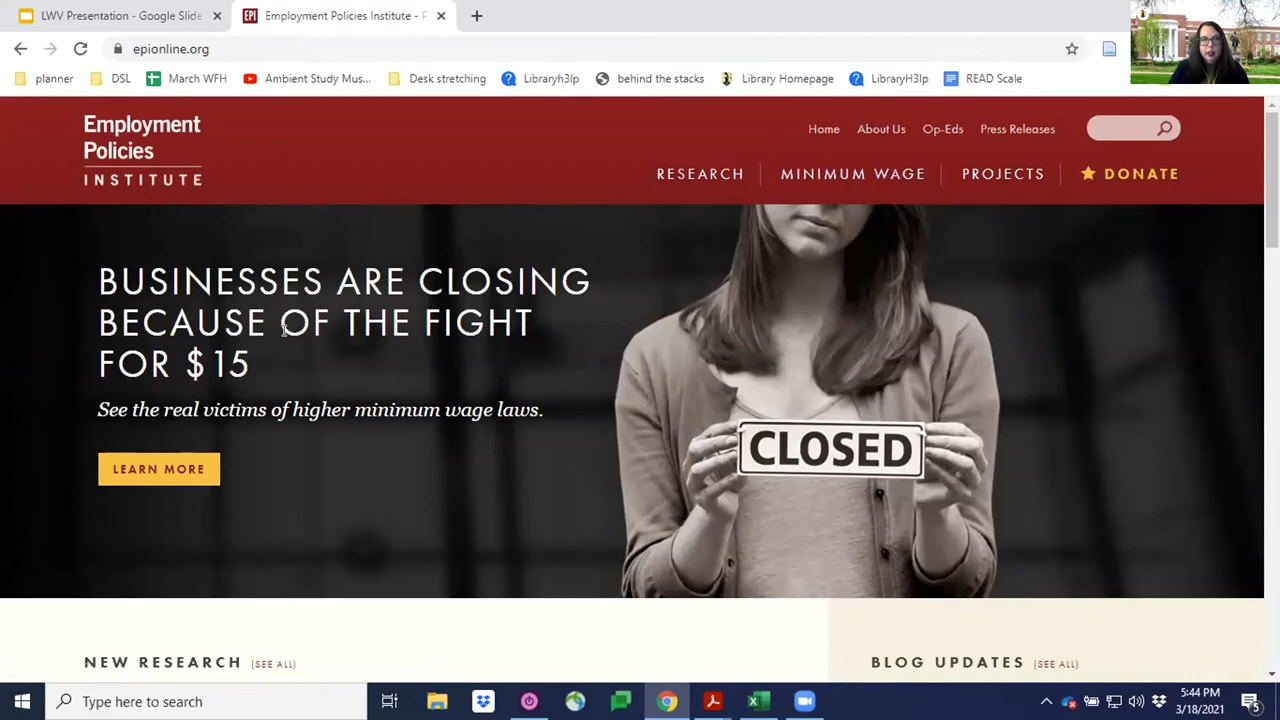 LWV Presentation - Google Slide
Employment Policies Institute - F
epionline.org
planner
DSL
March WFH
Ambient Study Mus...
Desk stretching
Libraryh3lp
behind the stacks
Library Homepage
LibraryH3lp
READ Scale
Employment
Policies
INSTITUTE
Home
About Us
Op-Eds
Press Releases
RESEARCH
MINIMUM WAGE
PROJECTS
DONATE
BUSINESSES ARE CLOSING
BECAUSE OF THE FIGHT
FOR $15
See the real victims of higher minimum wage laws.
LEARN MORE
CLOSED
NEW RESEARCH (SEE ALL)
BLOG UPDATES (SEE ALL)
Type here to search
5:44 PM
3/18/2021
5